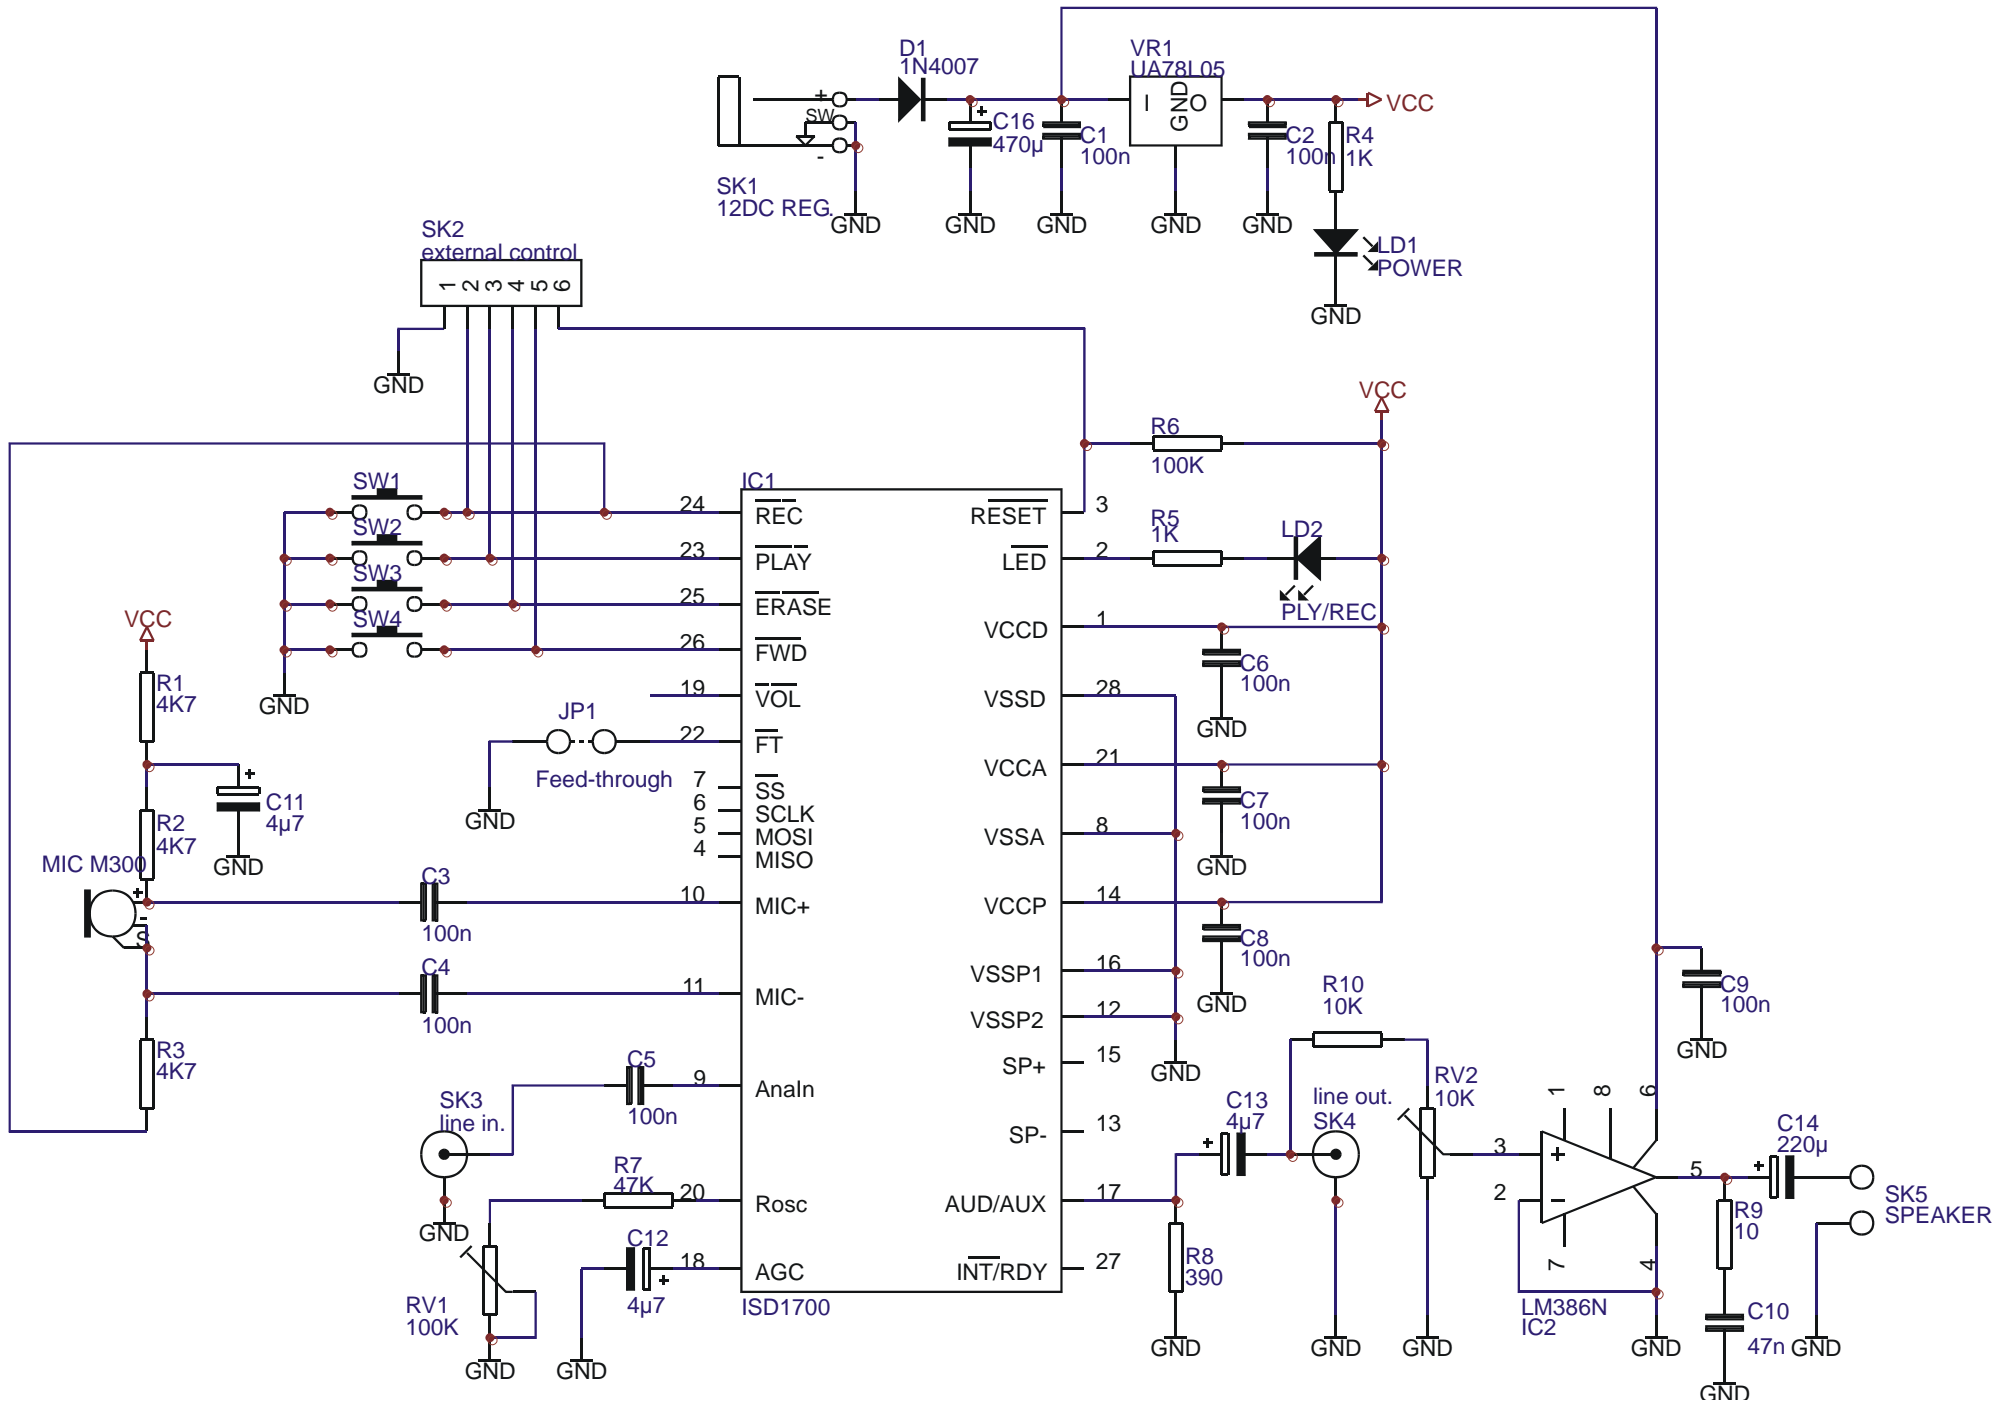 D1
1N4007
VR1
UA78L05
I
GND
O
VCC
+
SW
-
+
C16
470µ
C1
100n
C2
100n
R4
1K
SK1
12DC REG.
GND
GND
GND
GND
GND
LD1
POWER
GND
SK2
external control
1
2
3
4
5
6
GND
VCC
R6
100K
SW1
SW2
SW3
SW4
GND
IC1
24
REC
23
PLAY
25
ERASE
26
FWD
19
VOL
22
FT
7
SS
6
SCLK
5
MOSI
4
MISO
10
MIC+
11
MIC-
9
AnaIn
20
Rosc
18
AGC
ISD1700
RESET
3
LED
2
VCCD
1
VSSD
28
VCCA
21
VSSA
8
VCCP
14
VSSP1
16
VSSP2
12
SP+
15
SP-
13
AUD/AUX
17
INT/RDY
27
R5
1K
LD2
PLY/REC
C6
100n
GND
C7
100n
GND
C8
100n
GND
GND
JP1
Feed-through
GND
VCC
R1
4K7
+
C11
4µ7
GND
R2
4K7
MIC M300
+
-
S
C3
100n
C4
100n
R3
4K7
C5
100n
SK3
line in.
GND
R7
47K
RV1
100K
GND
C12
4µ7
+
GND
R10
10K
C13
4µ7
+
line out.
SK4
GND
R8
390
GND
RV2
10K
GND
C9
100n
GND
1
8
6
3
+
2
-
7
4
5
LM386N
IC2
GND
C14
220µ
+
R9
10
C10
47n
GND
SK5
SPEAKER
GND